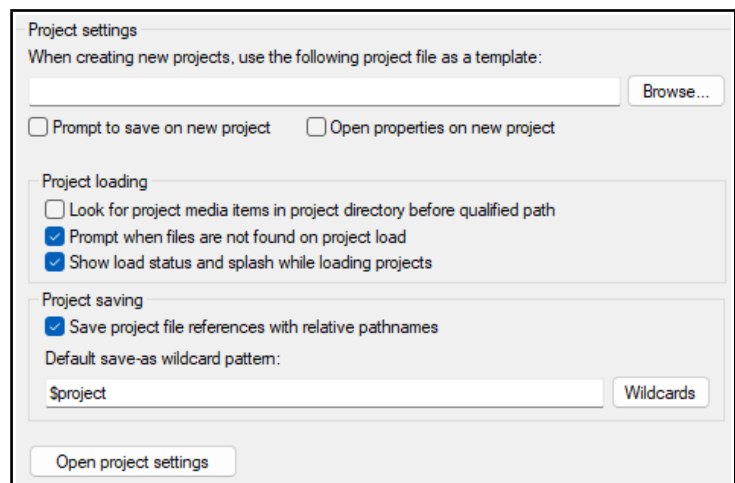 Project settings
When creating new projects, use the following project file as a template:
Browse...
Prompt to save on new project
Open properties on new project
Project loading
Look for project media items in project directory before qualified path
Prompt when files are not found on project load
Show load status and splash while loading projects
Project saving
Save project file references with relative pathnames
Default save-as wildcard pattern:
$project
Wildcards
Open project settings